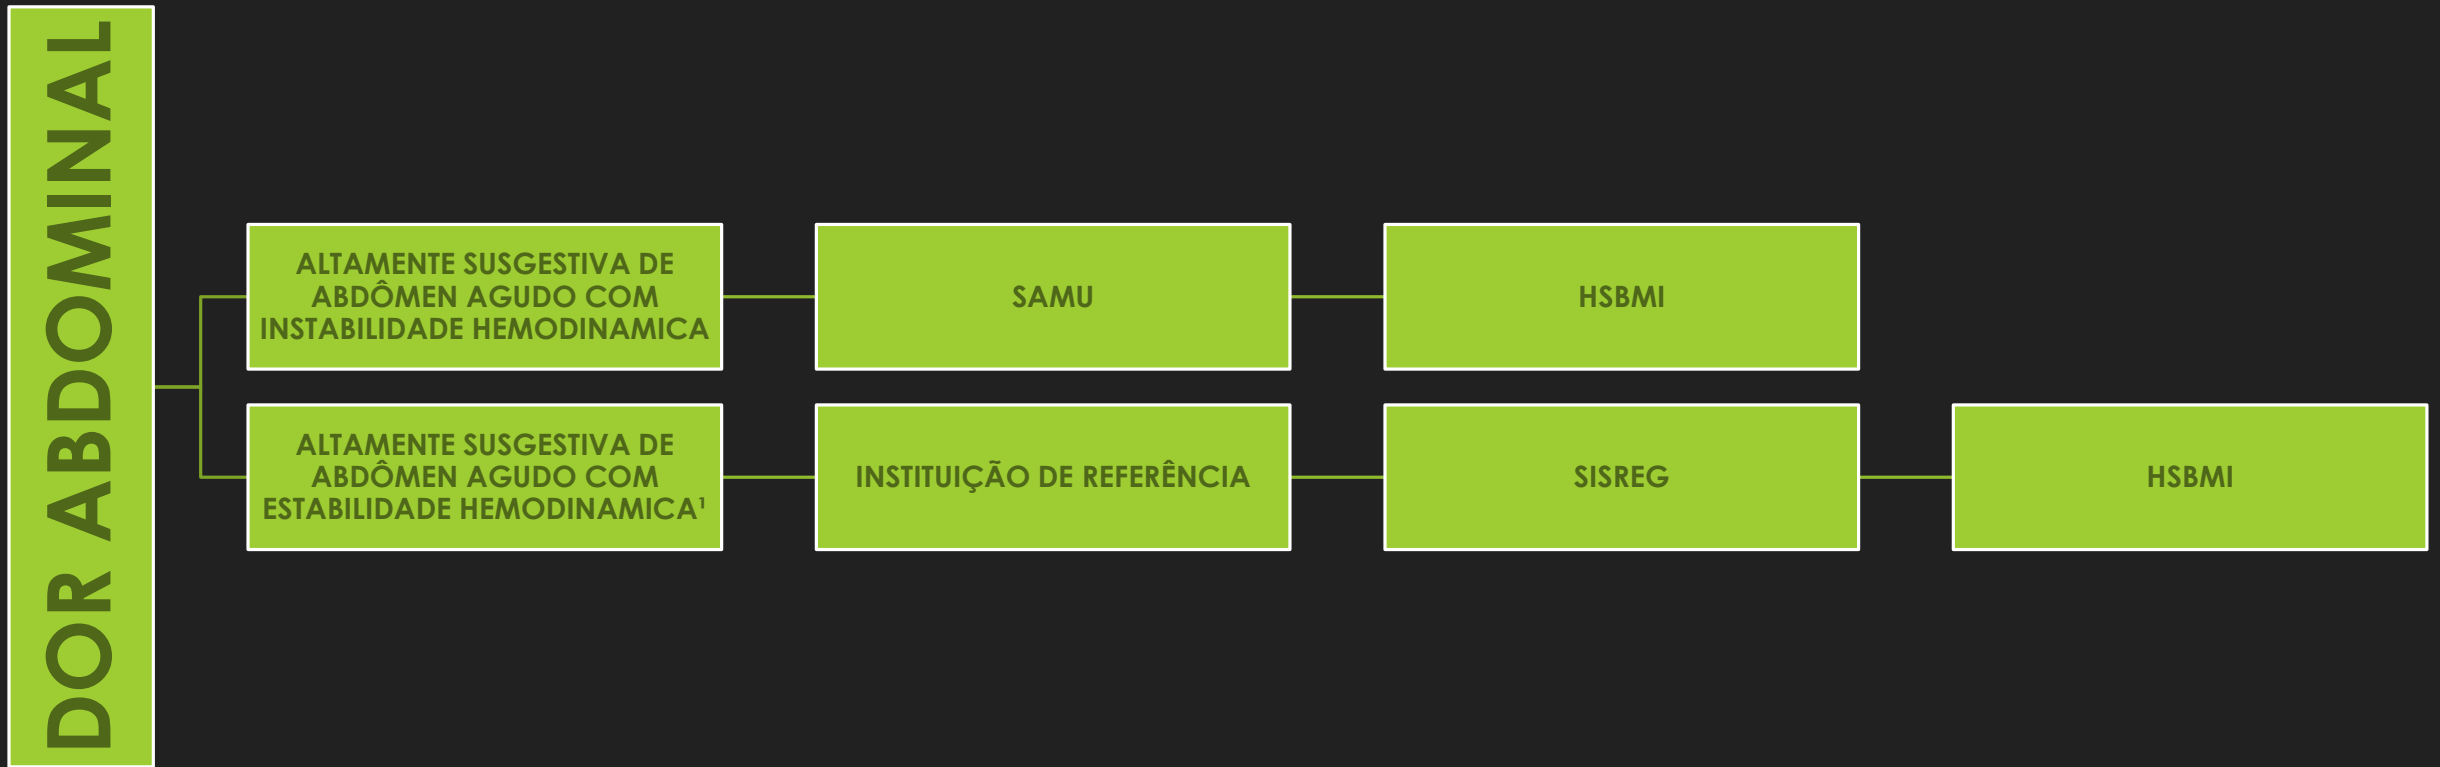 DOR ABDOMINAL
ALTAMENTE SUSGESTIVA DE
ABDÔMEN AGUDO COM
INSTABILIDADE HEMODINAMICA
SAMU
HSBMI
ALTAMENTE SUSGESTIVA DE
ABDÔMEN AGUDO COM
ESTABILIDADE HEMODINAMICA¹
INSTITUIÇÃO DE REFERÊNCIA
SISREG
HSBMI